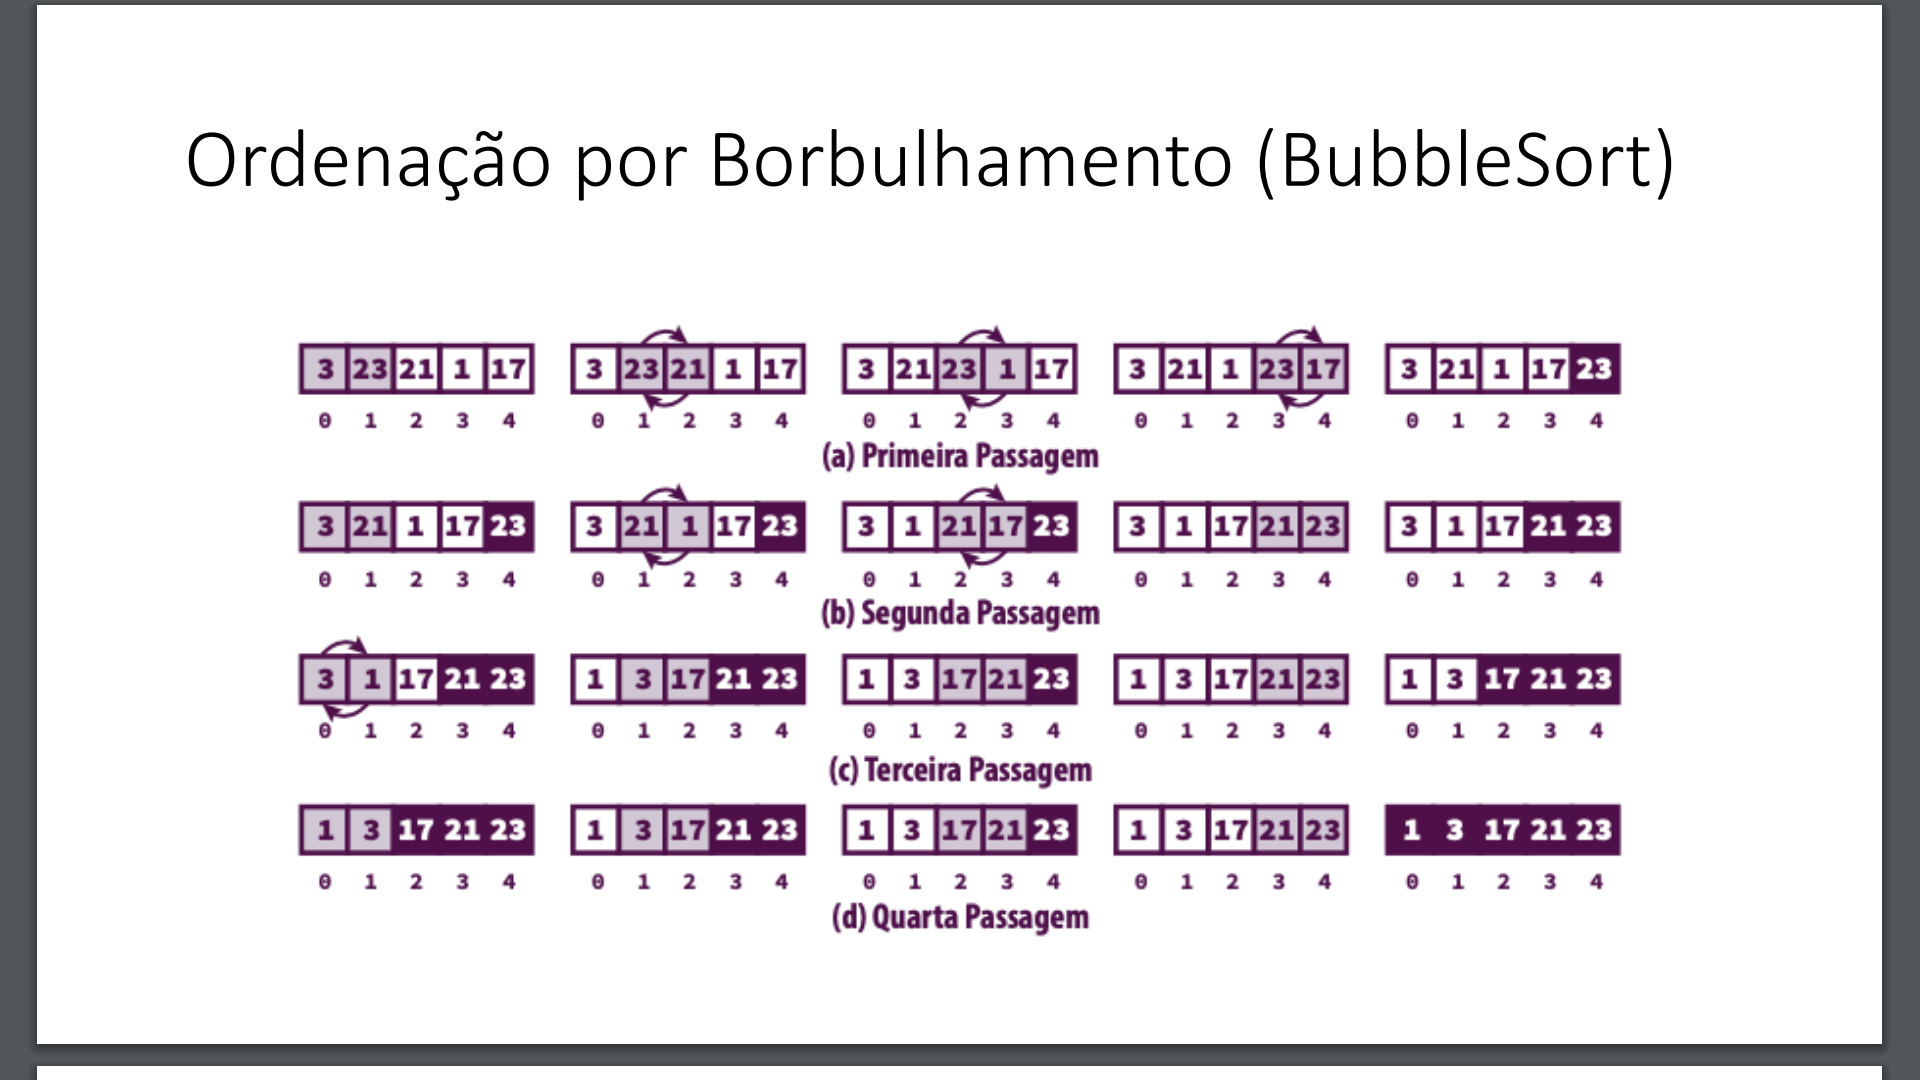 Ordenação por Borbulhamento (BubbleSort)
3 23 21 1 17 3 23 21 1 17 3 21 23 1 17 3 21 1 23 17 3 21 1 17 23
0 1 2 3 4 0 1 2 3 4 0 1 2 3 4 0 1 2 3 4 0 1 2 3 4
(a) Primeira Passagem
3 21 1 17 23 3 21 1 17 23 3 1 21 17 23 3 1 17 21 23 3 1 17 21 23
0 1 2 3 4 0 1 2 3 4 0 1 2 3 4 0 1 2 3 4 0 1 2 3 4
(b) Segunda Passagem
3 1 17 21 23 1 3 17 21 23 1 3 17 21 23 1 3 17 21 23 1 3 17 21 23
0 1 2 3 4 0 1 2 3 4 0 1 2 3 4 0 1 2 3 4 0 1 2 3 4
(c) Terceira Passagem
1 3 17 21 23 1 3 17 21 23 1 3 17 21 23 1 3 17 21 23 1 3 17 21 23
0 1 2 3 4 0 1 2 3 4 0 1 2 3 4 0 1 2 3 4 0 1 2 3 4
(d) Quarta Passagem